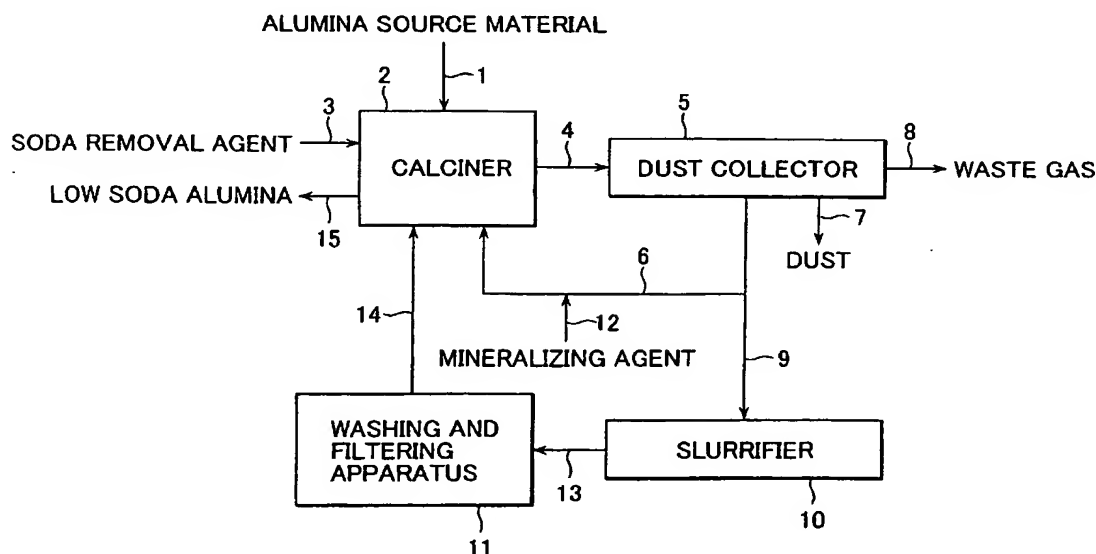 ALUMINA SOURCE MATERIAL
1
2
3
SODA REMOVAL AGENT
CALCINER
4
5
DUST COLLECTOR
8
WASTE GAS
LOW SODA ALUMINA
15
7
DUST
6
14
12
MINERALIZING AGENT
9
WASHING AND
FILTERING
APPARATUS
13
SLURRIFIER
10
11